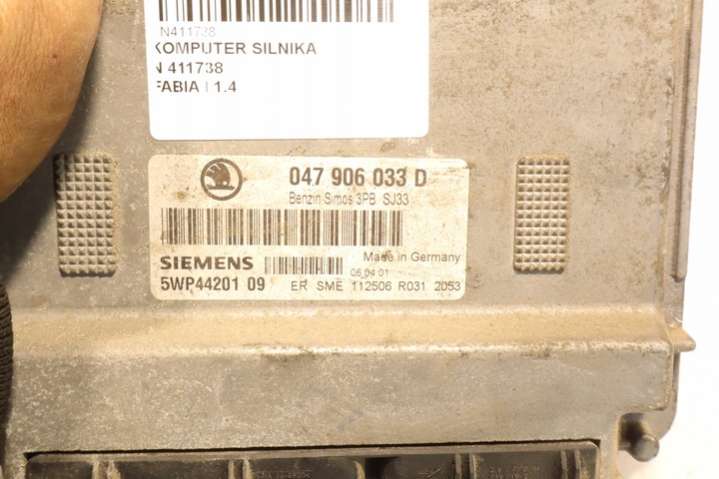 N411738
KOMPUTER SILNIKA
N 411738
FABIA I 1.4
047 906 033 D
Benzin Simos 3PB SJ33
Made in Germany
SIEMENS
06.04.01
5WP44201 09 ER SME 112506 R031 2053